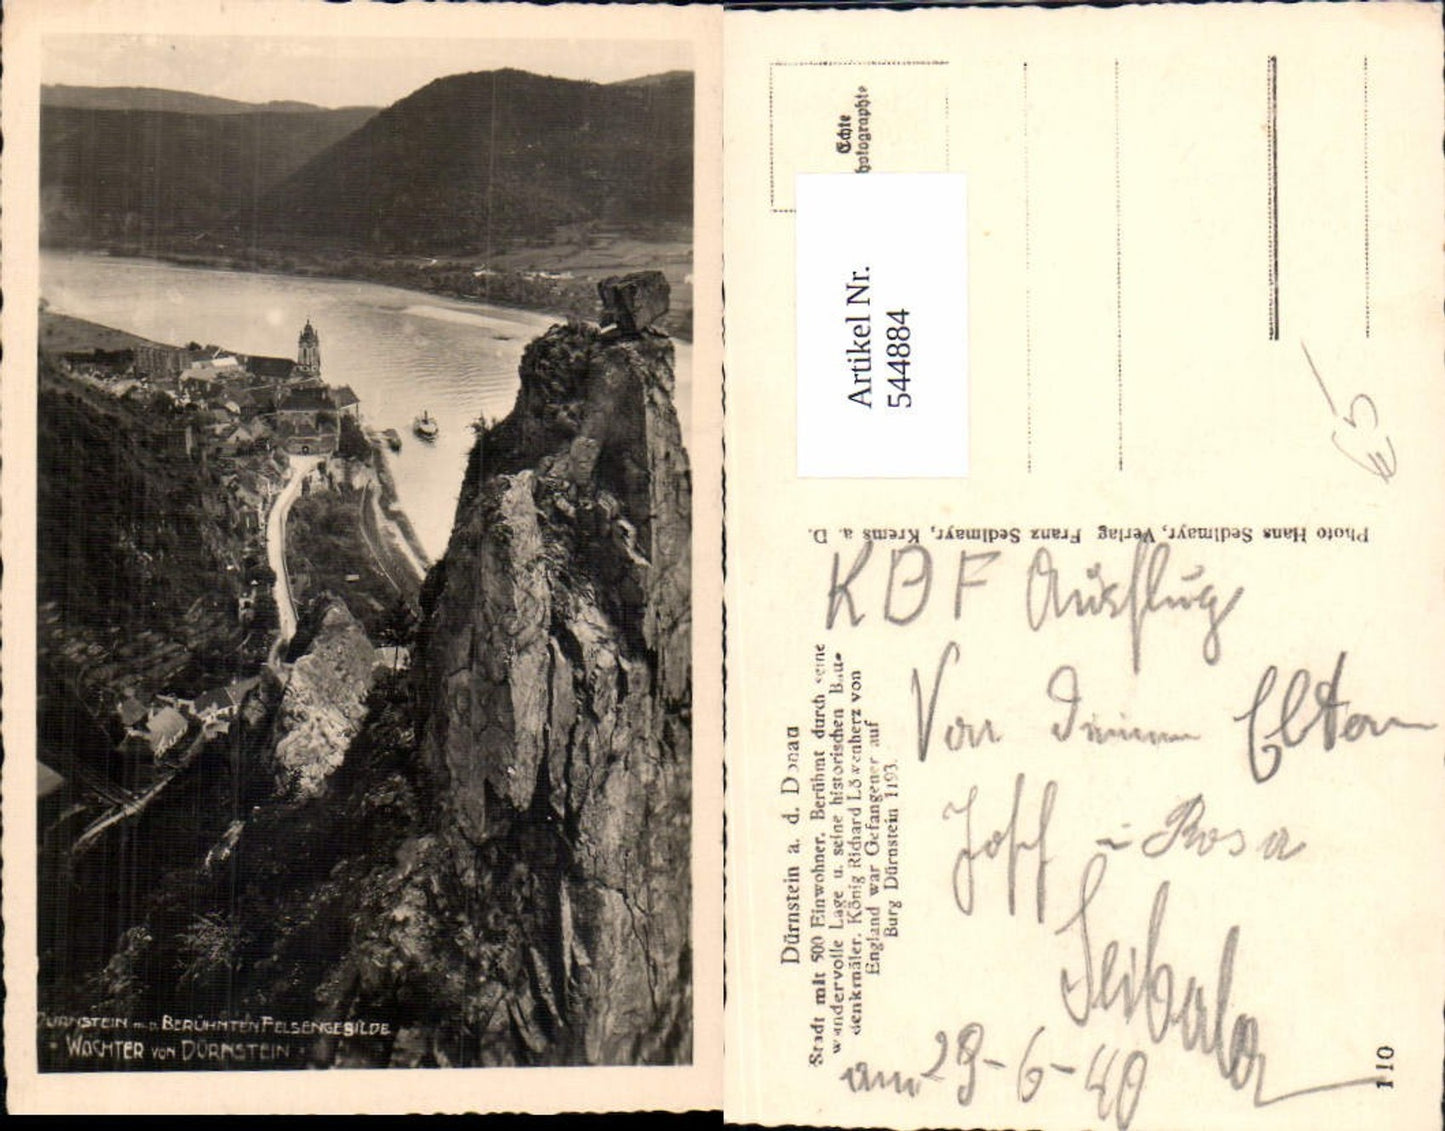 DÜRNSTEIN m.d. BERÜHMTEN FELSENGEBILDE
WÄCHTER VON DÜRNSTEIN
Echte
Photographie
Artikel Nr.
544884
€5
Photo Hans Sedlmayr, Verlag Franz Sedlmayr, Krems a. D.
Dürnstein a. d. Donau
Stadt mit 500 Einwohner. Berühmt durch seine
wundervolle Lage u. seine historischen Bau-
denkmäler. König Richard Löwenherz von
England war Gefangener auf
Burg Dürnstein 1193.
KDF Ausflug
Von Eltern
Josef u Rosa
am 29-6-40
110